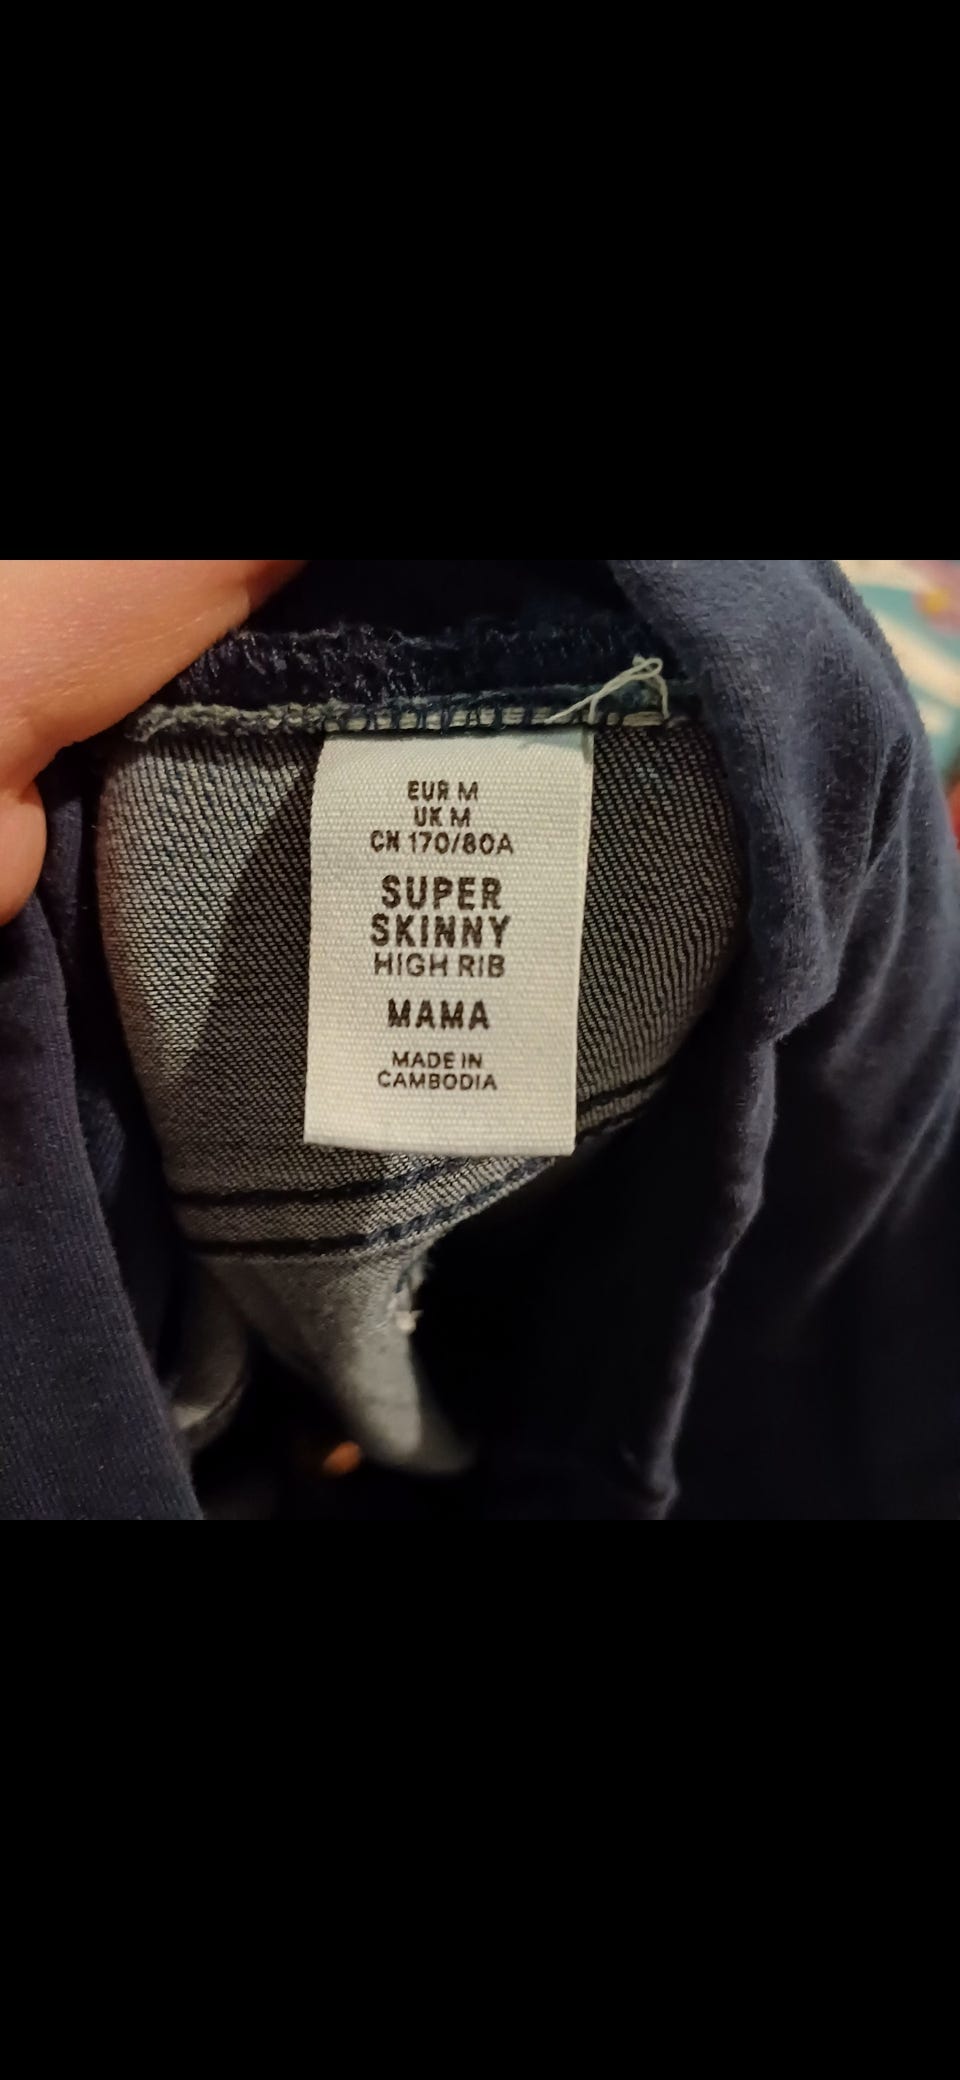 EUR M
UK M
CN 170/80A
SUPER
SKINNY
HIGH RIB
MAMA
MADE IN
CAMBODIA